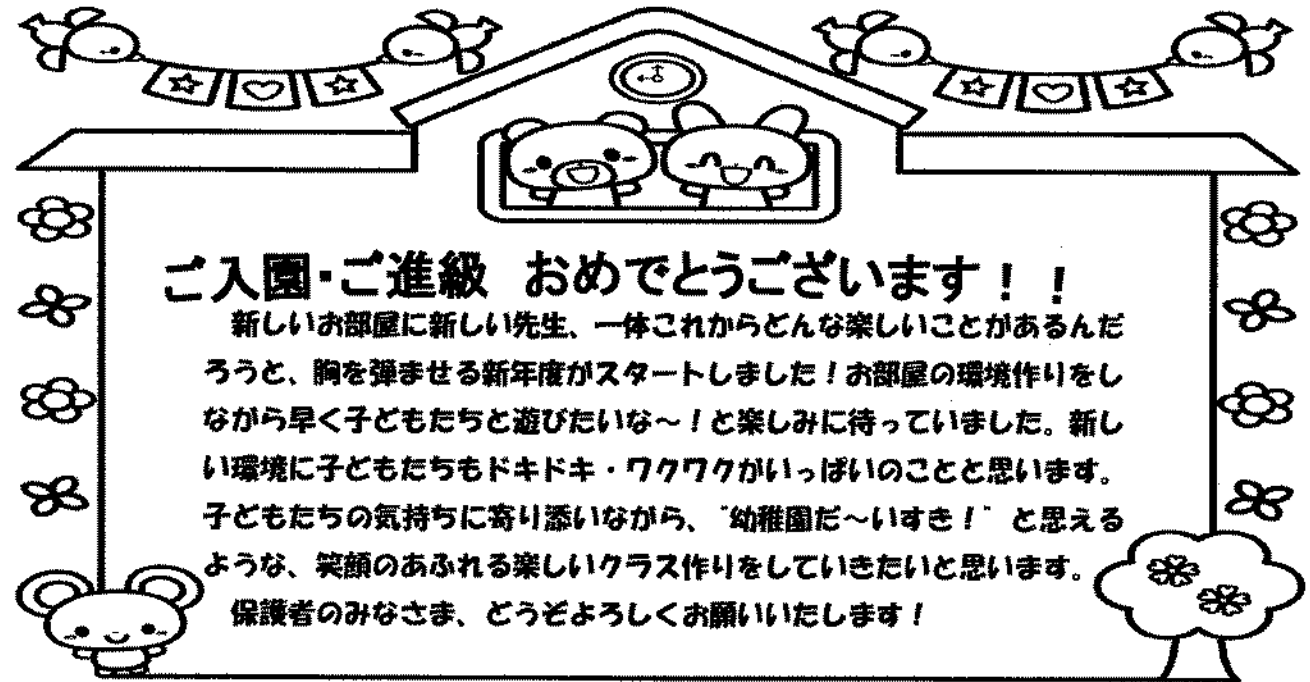 ご入園・ご進級 おめでとうございます！！
新しいお部屋に新しい先生、一体これからどんな楽しいことがあるんだ
ろうと、胸を弾ませる新年度がスタートしました！お部屋の環境作りをし
ながら早く子どもたちと遊びたいな～！と楽しみに待っていました。新し
い環境に子どもたちもドキドキ・ワクワクがいっぱいのことと思います。
子どもたちの気持ちに寄り添いながら、“幼稚園だ～いすき！” と思える
ような、笑顔のあふれる楽しいクラス作りをしていきたいと思います。
保護者のみなさま、どうぞよろしくお願いいたします！